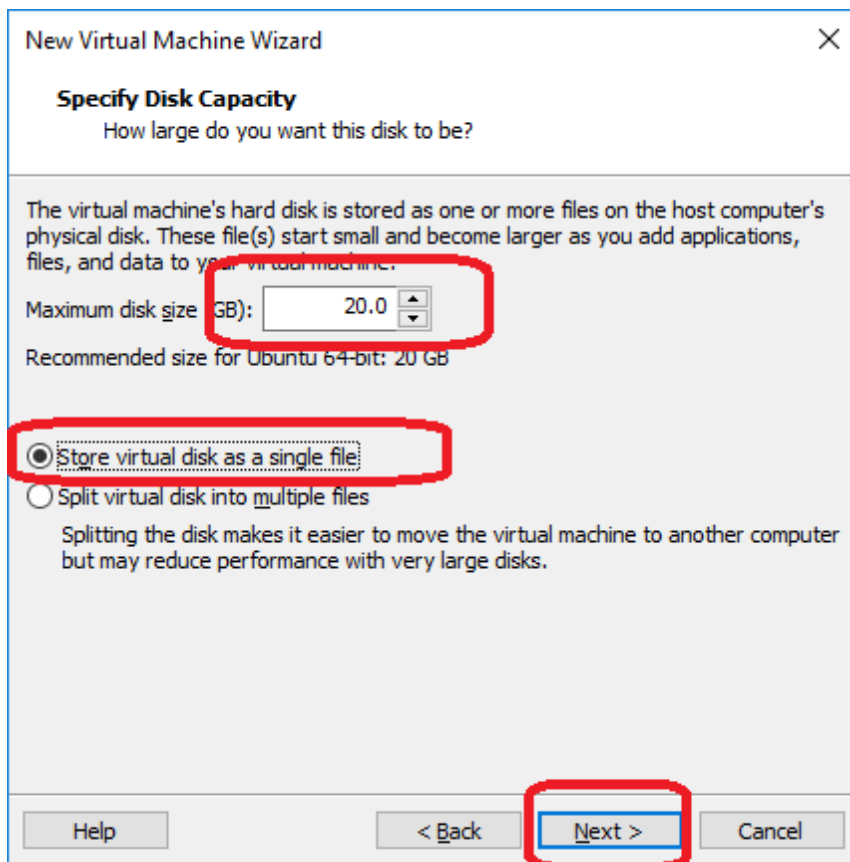 New Virtual Machine Wizard
Specify Disk Capacity
How large do you want this disk to be?
The virtual machine's hard disk is stored as one or more files on the host computer's
physical disk. These file(s) start small and become larger as you add applications,
files, and data to your virtual machine.
Maximum disk size (GB): 20.0
Recommended size for Ubuntu 64-bit: 20 GB
Store virtual disk as a single file
Split virtual disk into multiple files
Splitting the disk makes it easier to move the virtual machine to another computer
but may reduce performance with very large disks.
Help < Back Next > Cancel